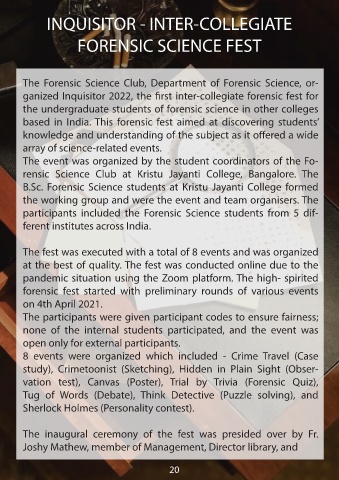 INQUISITOR - INTER-COLLEGIATE
FORENSIC SCIENCE FEST
The Forensic Science Club, Department of Forensic Science, or-
ganized Inquisitor 2022, the first inter-collegiate forensic fest for
the undergraduate students of forensic science in other colleges
based in India. This forensic fest aimed at discovering students'
knowledge and understanding of the subject as it offered a wide
array of science-related events.
The event was organized by the student coordinators of the Fo-
rensic Science Club at Kristu Jayanti College, Bangalore. The
B.Sc. Forensic Science students at Kristu Jayanti College formed
the working group and were the event and team organisers. The
participants included the Forensic Science students from 5 dif-
ferent institutes across India.
The fest was executed with a total of 8 events and was organized
at the best of quality. The fest was conducted online due to the
pandemic situation using the Zoom platform. The high- spirited
forensic fest started with preliminary rounds of various events
on 4th April 2021.
The participants were given participant codes to ensure fairness;
none of the internal students participated, and the event was
open only for external participants.
8 events were organized which included - Crime Travel (Case
study), Crimetoonist (Sketching), Hidden in Plain Sight (Obser-
vation test), Canvas (Poster), Trial by Trivia (Forensic Quiz),
Tug of Words (Debate), Think Detective (Puzzle solving), and
Sherlock Holmes (Personality contest).
The inaugural ceremony of the fest was presided over by Fr.
Joshy Mathew, member of Management, Director library, and
20